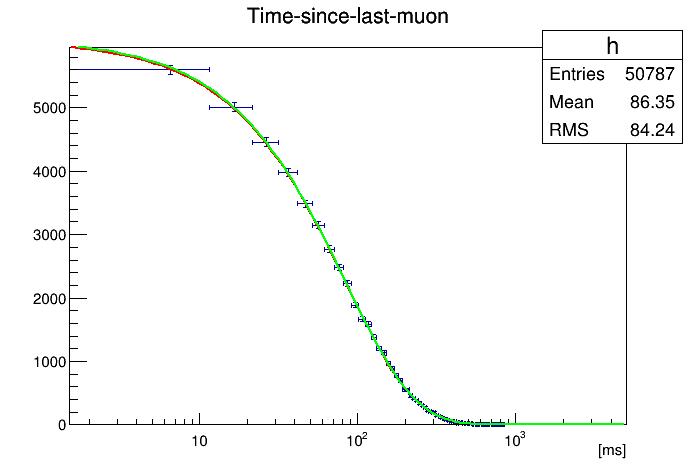 Time-since-last-muon
h
Entries 50787
Mean 86.35
RMS 84.24
5000
4000
3000
2000
1000
0
10 10² 10³
[ms]